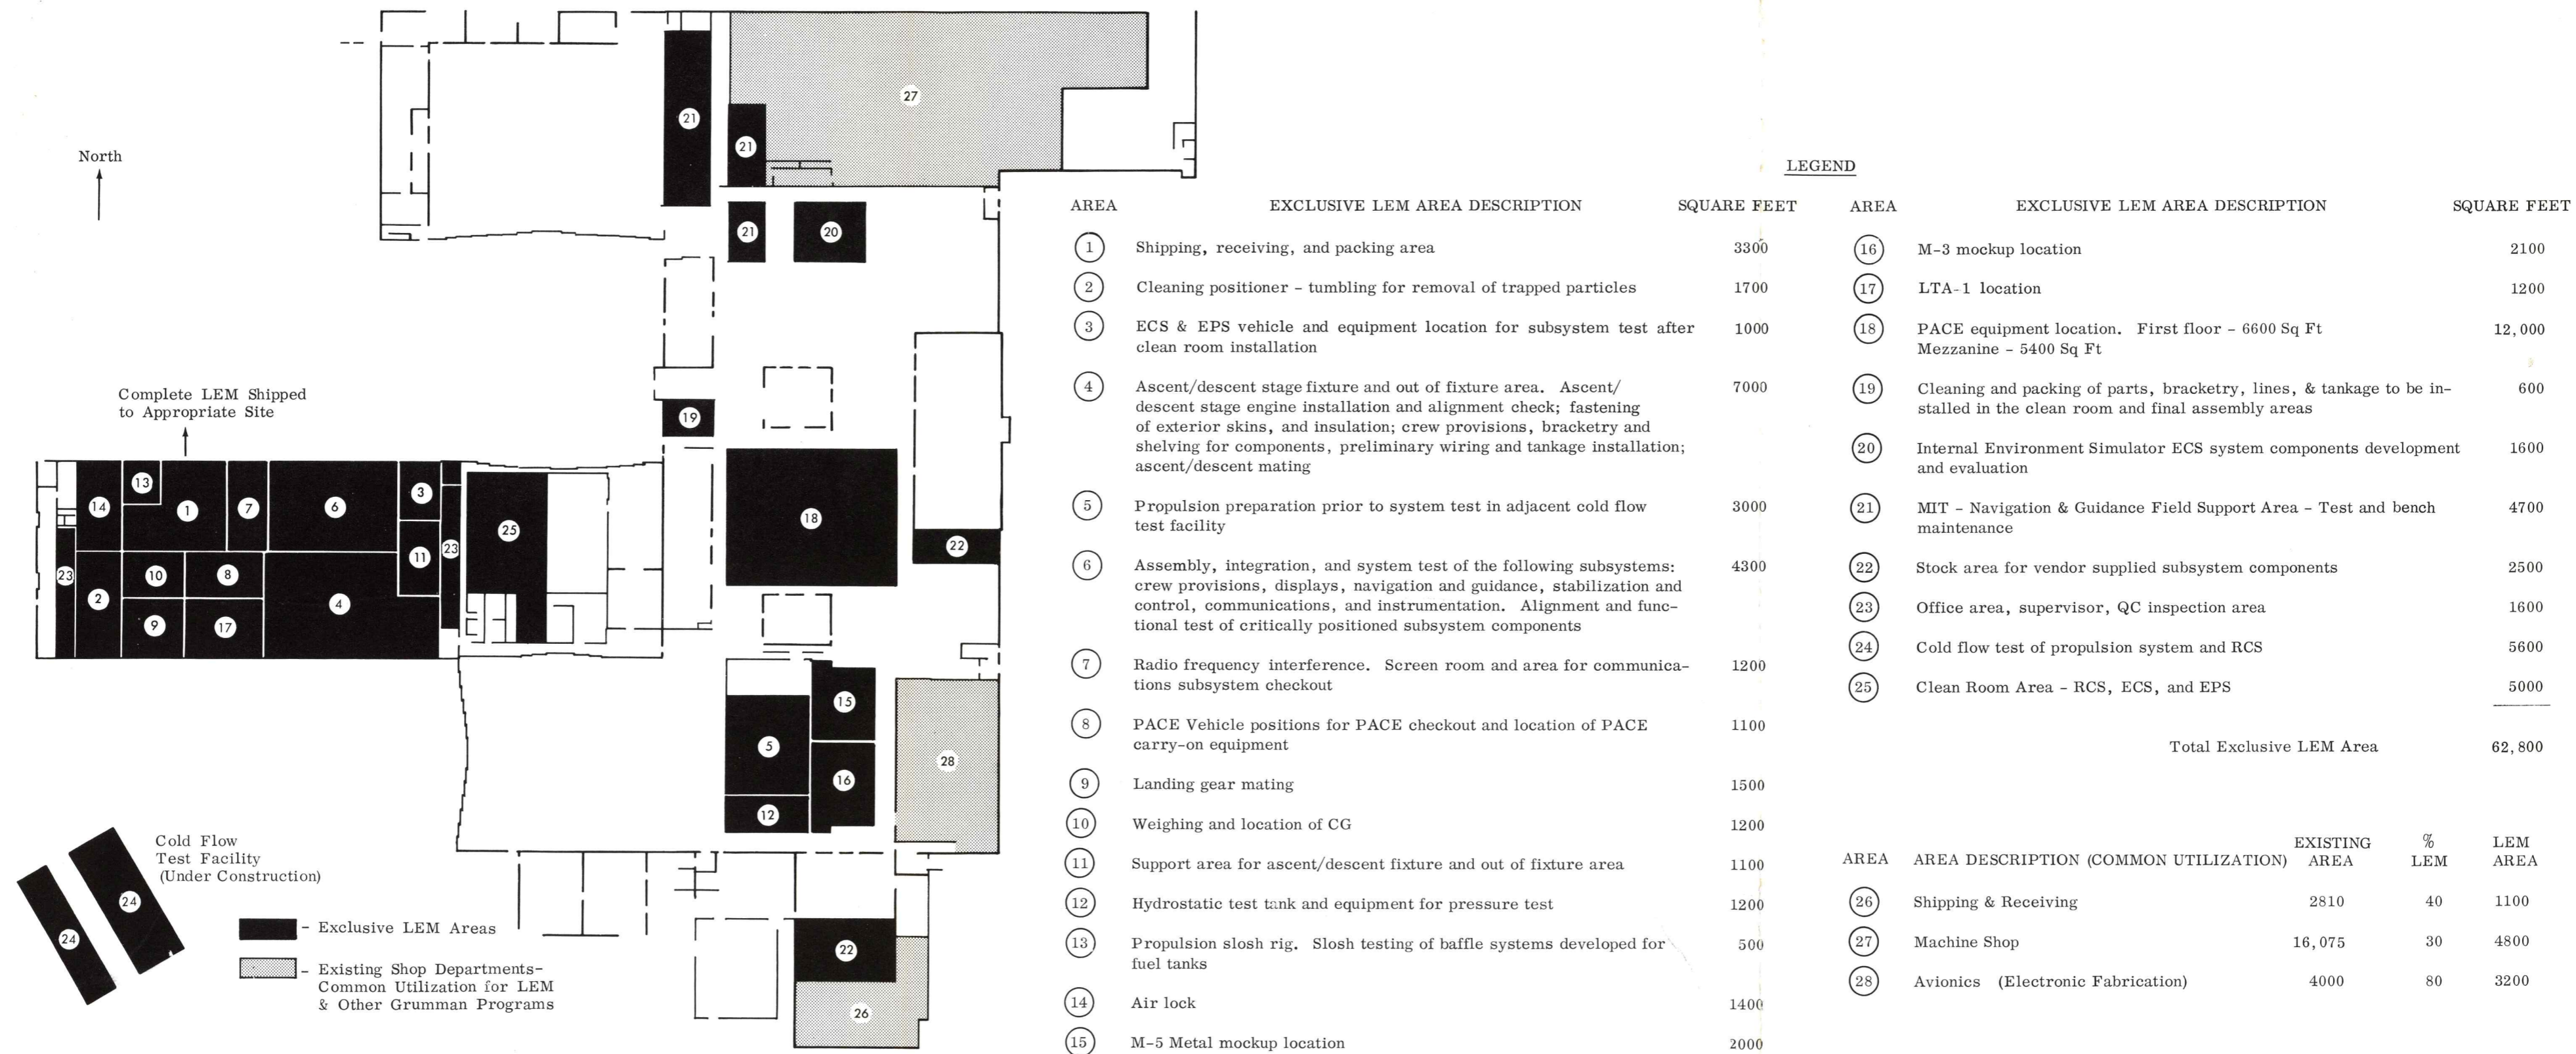 North
Complete LEM Shipped
to Appropriate Site
27
21
21
21
20
19
13
14
1
7
6
3
25
18
11
23
22
23
10
8
2
4
9
17
15
5
28
16
12
Cold Flow
Test Facility
(Under Construction)
24
24
- Exclusive LEM Areas
- Existing Shop Departments-
Common Utilization for LEM
& Other Grumman Programs
22
26
LEGEND
AREA EXCLUSIVE LEM AREA DESCRIPTION SQUARE FEET
1 Shipping, receiving, and packing area 3300
2 Cleaning positioner - tumbling for removal of trapped particles 1700
3 ECS & EPS vehicle and equipment location for subsystem test after 1000
clean room installation
4 Ascent/descent stage fixture and out of fixture area. Ascent/ 7000
descent stage engine installation and alignment check; fastening
of exterior skins, and insulation; crew provisions, bracketry and
shelving for components, preliminary wiring and tankage installation;
ascent/descent mating
5 Propulsion preparation prior to system test in adjacent cold flow 3000
test facility
6 Assembly, integration, and system test of the following subsystems: 4300
crew provisions, displays, navigation and guidance, stabilization and
control, communications, and instrumentation. Alignment and func-
tional test of critically positioned subsystem components
7 Radio frequency interference. Screen room and area for communica- 1200
tions subsystem checkout
8 PACE Vehicle positions for PACE checkout and location of PACE 1100
carry-on equipment
9 Landing gear mating 1500
10 Weighing and location of CG 1200
11 Support area for ascent/descent fixture and out of fixture area 1100
12 Hydrostatic test tank and equipment for pressure test 1200
13 Propulsion slosh rig. Slosh testing of baffle systems developed for 500
fuel tanks
14 Air lock 1400
15 M-5 Metal mockup location 2000
AREA EXCLUSIVE LEM AREA DESCRIPTION SQUARE FEET
16 M-3 mockup location 2100
17 LTA-1 location 1200
18 PACE equipment location. First floor - 6600 Sq Ft 12,000
Mezzanine - 5400 Sq Ft
19 Cleaning and packing of parts, bracketry, lines, & tankage to be in- 600
stalled in the clean room and final assembly areas
20 Internal Environment Simulator ECS system components development 1600
and evaluation
21 MIT - Navigation & Guidance Field Support Area - Test and bench 4700
maintenance
22 Stock area for vendor supplied subsystem components 2500
23 Office area, supervisor, QC inspection area 1600
24 Cold flow test of propulsion system and RCS 5600
25 Clean Room Area - RCS, ECS, and EPS 5000
Total Exclusive LEM Area 62,800
EXISTING % LEM
AREA AREA DESCRIPTION (COMMON UTILIZATION) AREA LEM AREA
26 Shipping & Receiving 2810 40 1100
27 Machine Shop 16,075 30 4800
28 Avionics (Electronic Fabrication) 4000 80 3200